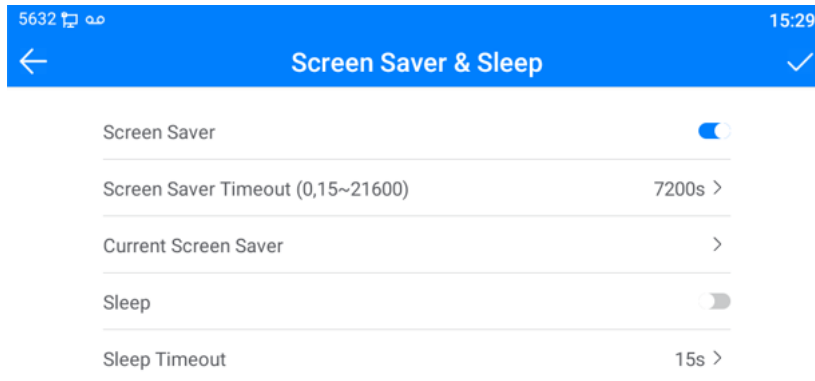 5632 15:29
Screen Saver & Sleep
Screen Saver
Screen Saver Timeout (0,15~21600) 7200s >
Current Screen Saver >
Sleep
Sleep Timeout 15s >